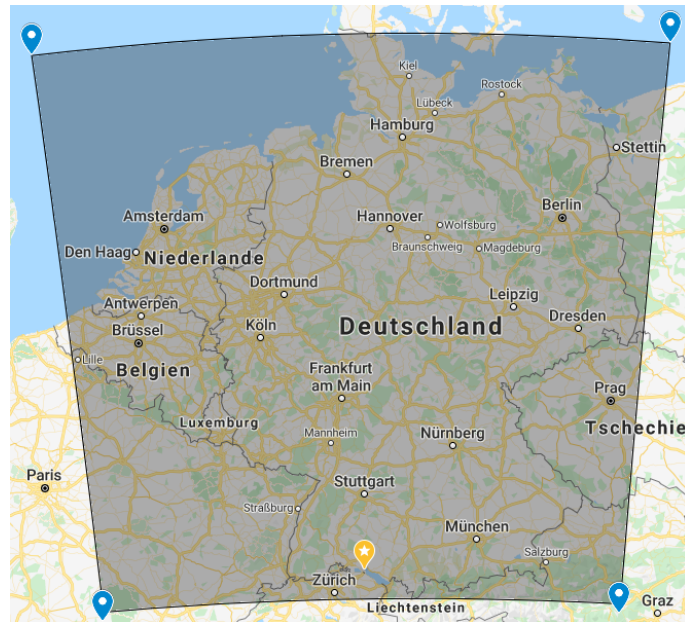 Kiel
Rostock
Lübeck
Hamburg
Stettin
Bremen
Berlin
Amsterdam
Hannover
Wolfsburg
Braunschweig
Magdeburg
Den Haag
Niederlande
Dortmund
Leipzig
Antwerpen
Dresden
Brüssel
Köln
Deutschland
Lille
Belgien
Frankfurt
am Main
Prag
Luxemburg
Tschechie
Mannheim
Nürnberg
Paris
Stuttgart
Straßburg
München
Salzburg
Zürich
Liechtenstein
Graz